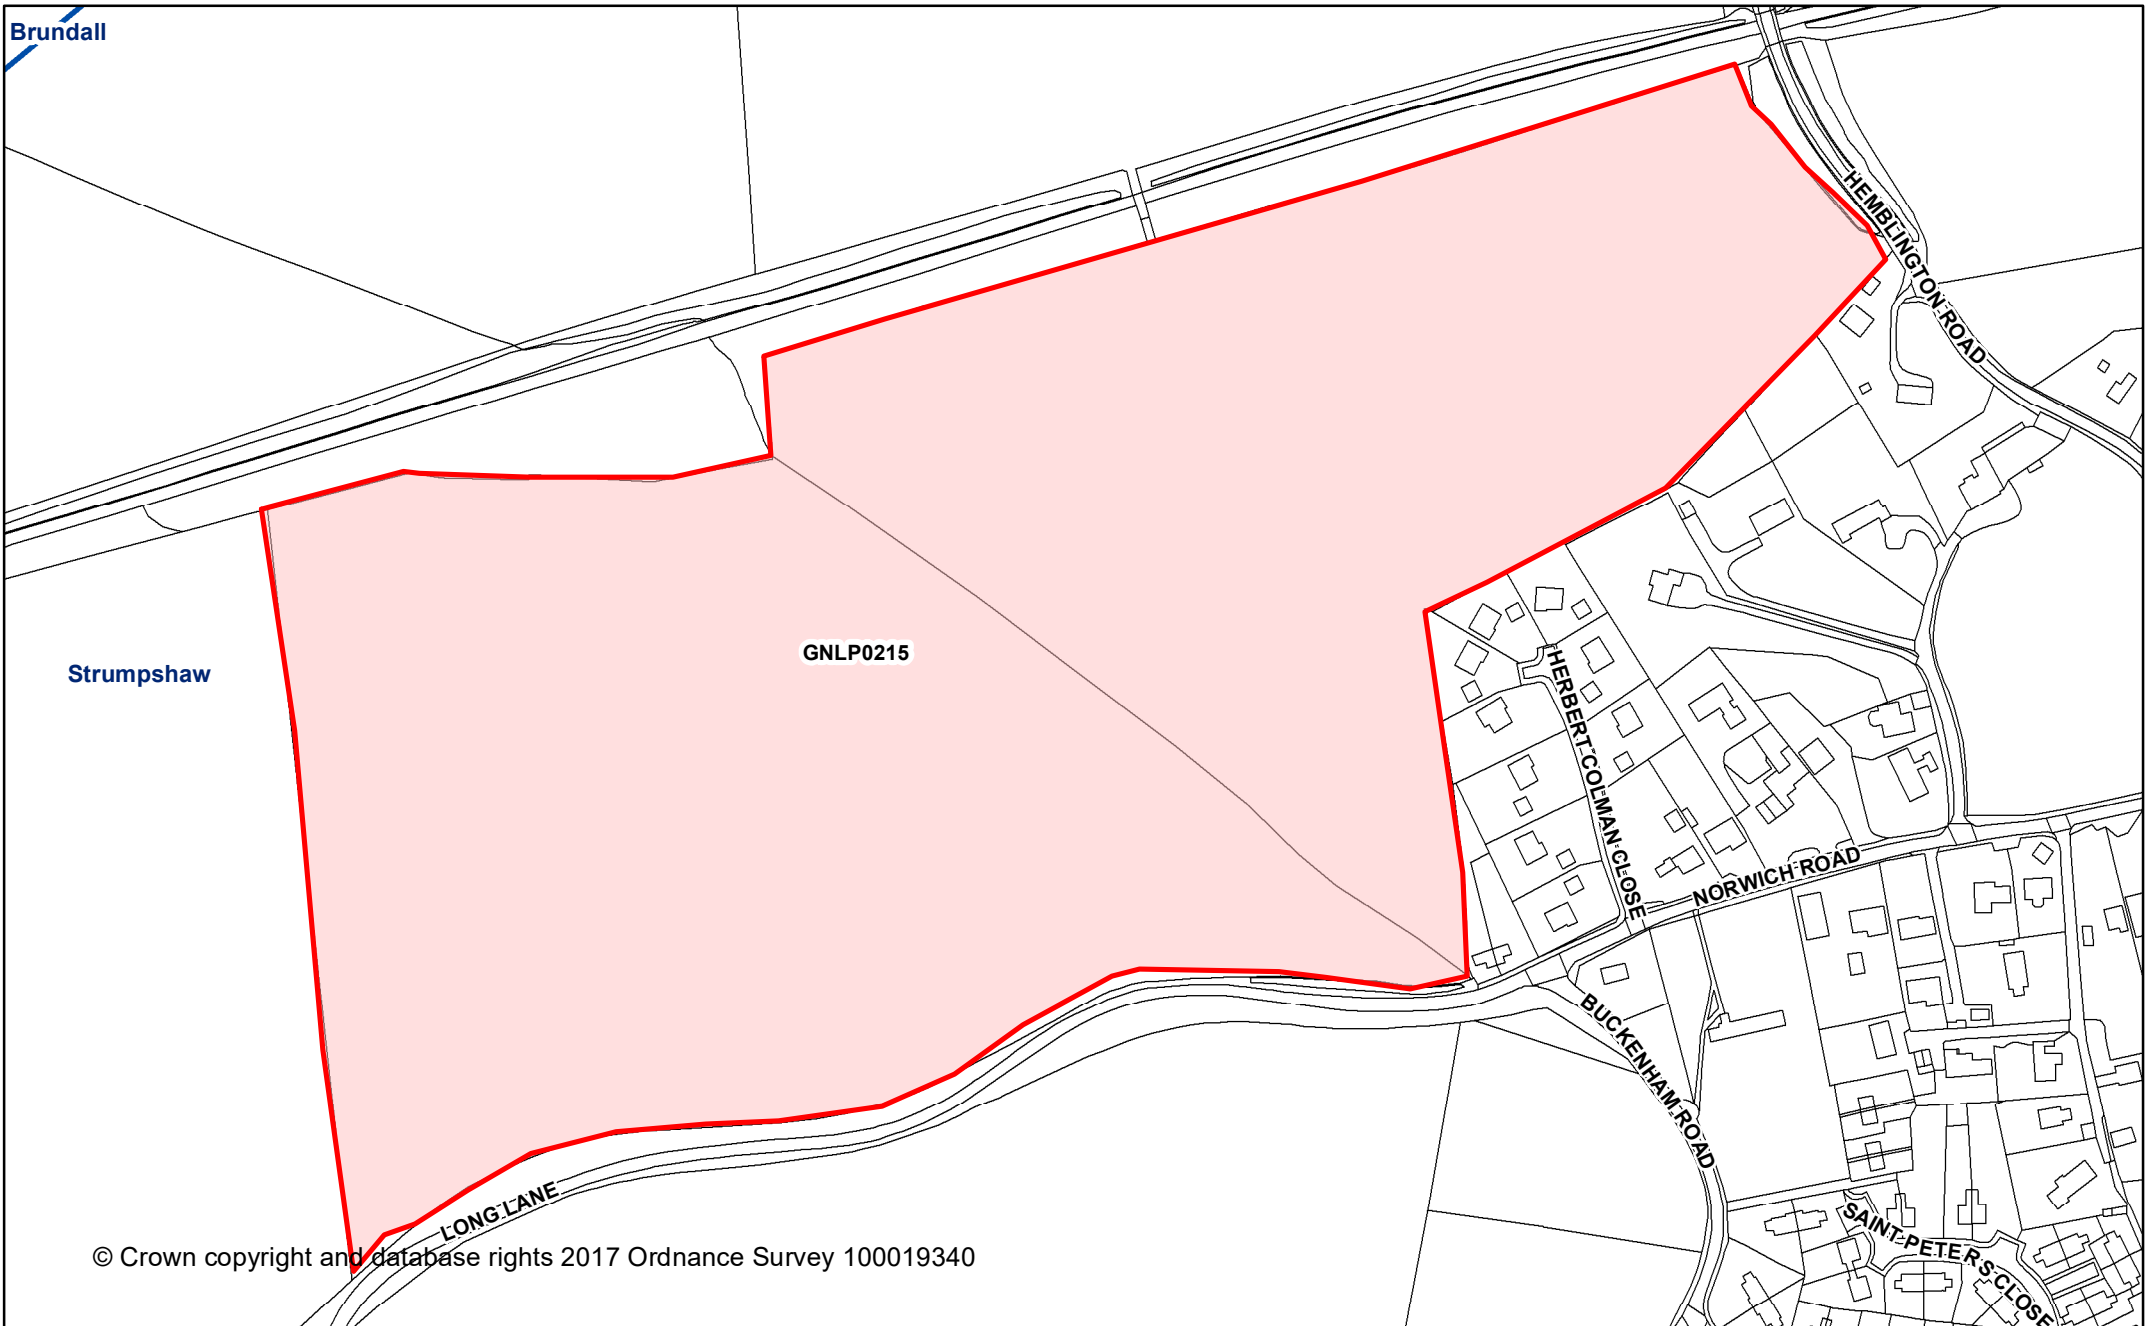 Brundall
HEMBLINGTON ROAD
GNLP0215
Strumpshaw
HERBERT COLMAN CLOSE
NORWICH ROAD
BUCKENHAM ROAD
LONG LANE
SAINT PETERS CLOSE
© Crown copyright and database rights 2017 Ordnance Survey 100019340